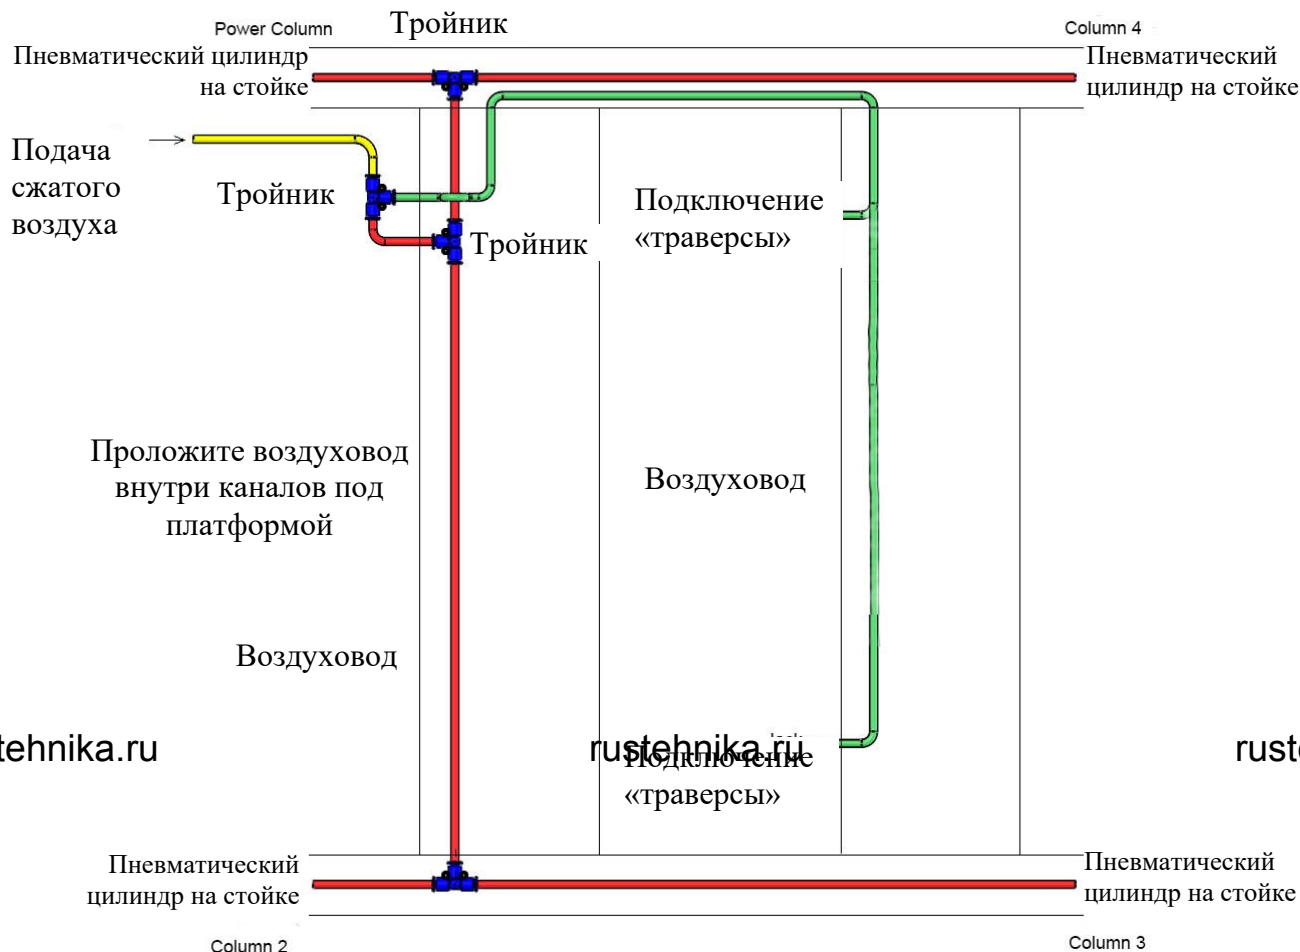 Тройник
Power Column
Column 4
Пневматический цилиндр
на стойке
Пневматический
цилиндр на стойке
Подача
сжатого
воздуха
Тройник
Подключение
«траверсы»
Тройник
Проложите воздуховод
внутри каналов под
платформой
Воздуховод
Воздуховод
tehnika.ru
rustehnika.ru
rust
Подключение
«траверсы»
Пневматический
цилиндр на стойке
Пневматический
цилиндр на стойке
Column 2
Column 3